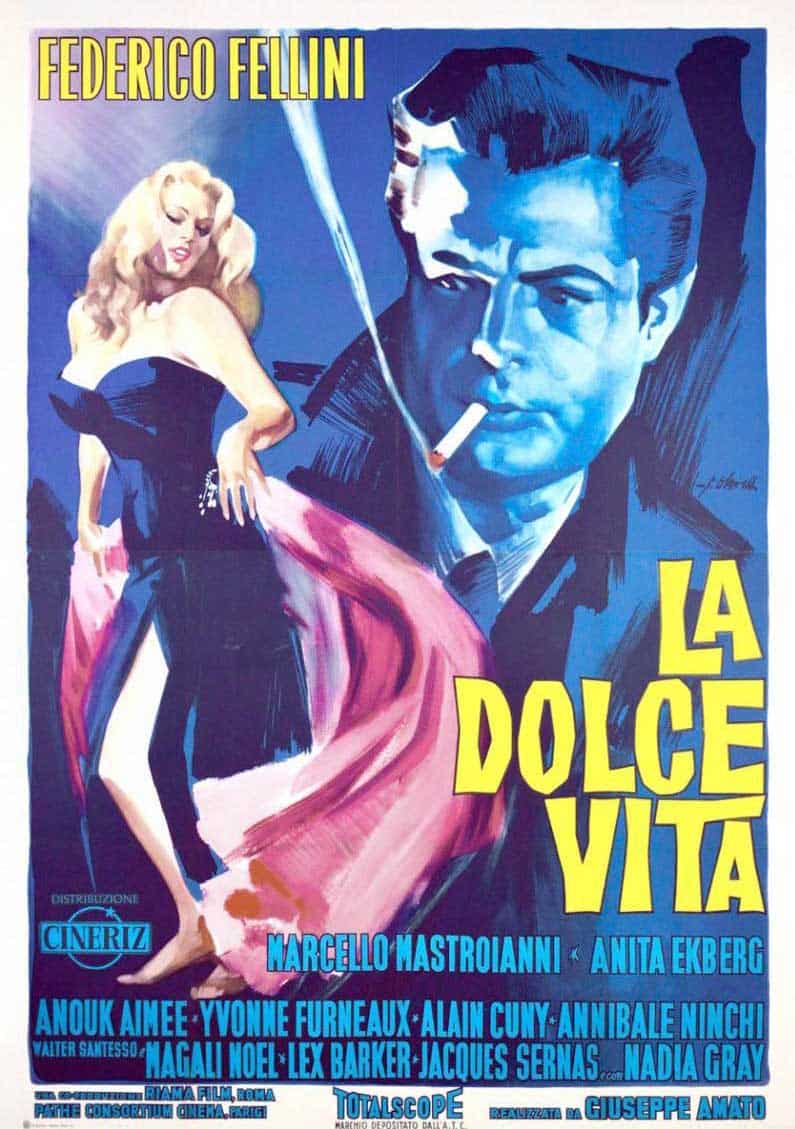 FEDERICO FELLINI
LA
DOLCE
VITA
DISTRIBUZIONE
CINERIZ
MARCELLO MASTROIANNI * ANITA EKBERG
ANOUK AIMEE * YVONNE FURNEAUX * ALAIN CUNY * ANNIBALE NINCHI
WALTER SANTESSO * MAGALI NOEL * LEX BARKER * JACQUES SERNAS e con NADIA GRAY
UNA CO-PRODUZIONE RIAMA FILM, ROMA
PATHE CONSORTIUM CINEMA, PARIGI
TOTALSCOPE
MARCHIO DEPOSITATO DALL'A.T.C.
REALIZZATA DA GIUSEPPE AMATO